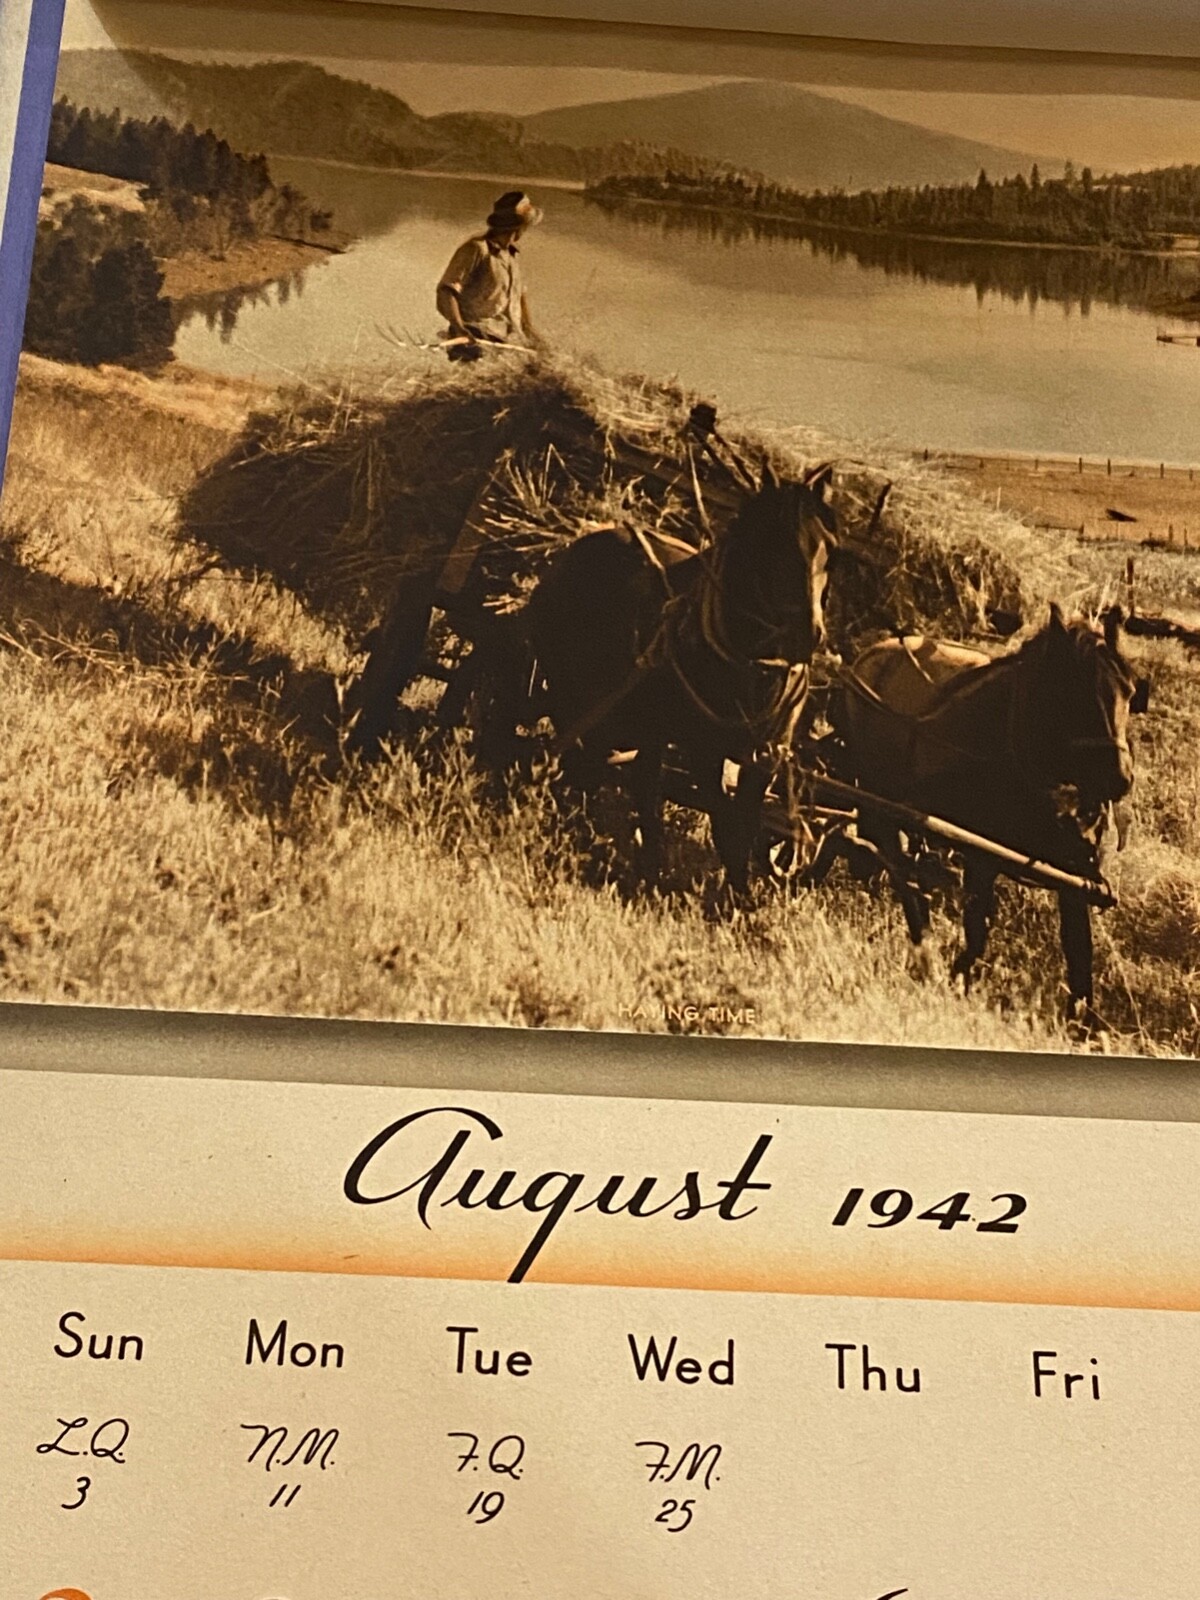 HAYING TIME
August 1942
Sun Mon Tue Wed Thu Fri
L.Q. N.M. F.Q. F.M.
3 11 19 25